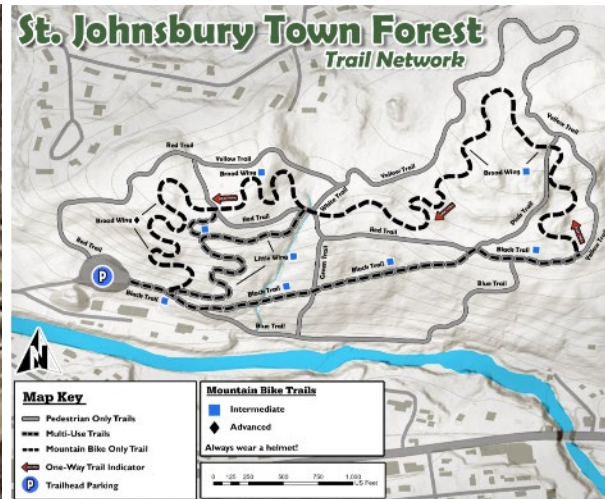 St. Johnsbury Town Forest
Trail Network
Red Trail
Yellow Trail
Broad Wing
Yellow Trail
Yellow Trail
Broad Wing
White Trail
Broad Wing
Red Trail
Red Trail
Red Trail
Little Wing
Green Trail
Black Trail
Black Trail
Black Trail
Black Trail
Blue Trail
Blue Trail
P
N
Map Key
Pedestrian Only Trails
Multi-Use Trails
Mountain Bike Only Trail
One-Way Trail Indicator
P Trailhead Parking
Mountain Bike Trails
Intermediate
Advanced
Always wear a helmet!
0 125 250 500 750 1,000
US Feet